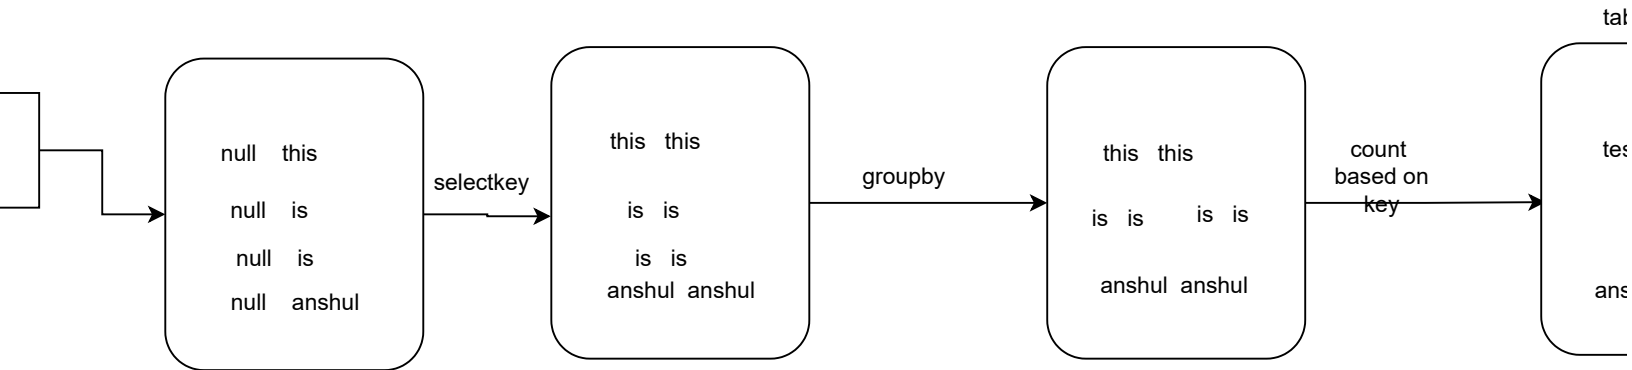 null this
null is
null is
null anshul
selectkey
this this
is is
is is
anshul anshul
groupby
this this
is is is is
anshul anshul
count
based on
key